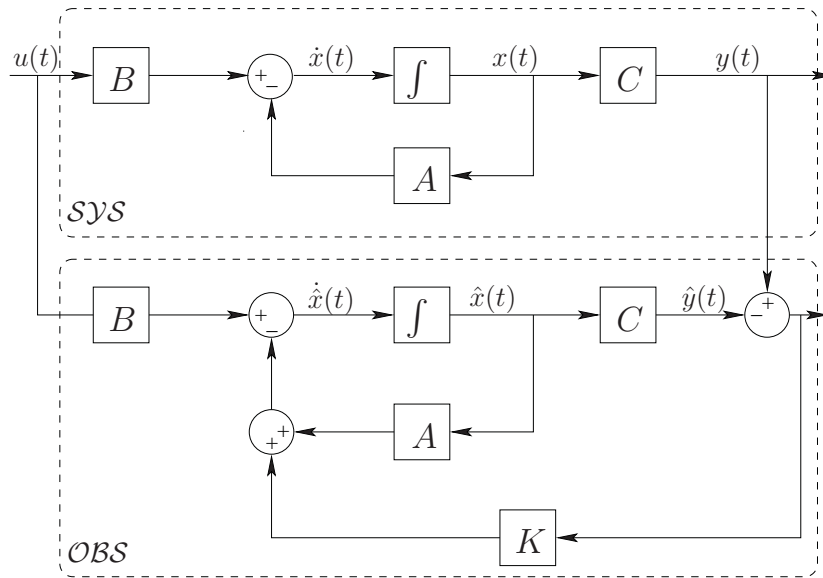 u(t)
B
+
−
ẋ(t)
∫
x(t)
C
y(t)
A
SYS
B
+
−
x̂̇(t)
∫
x̂(t)
C
ŷ(t)
−
+
A
+
+
K
OBS